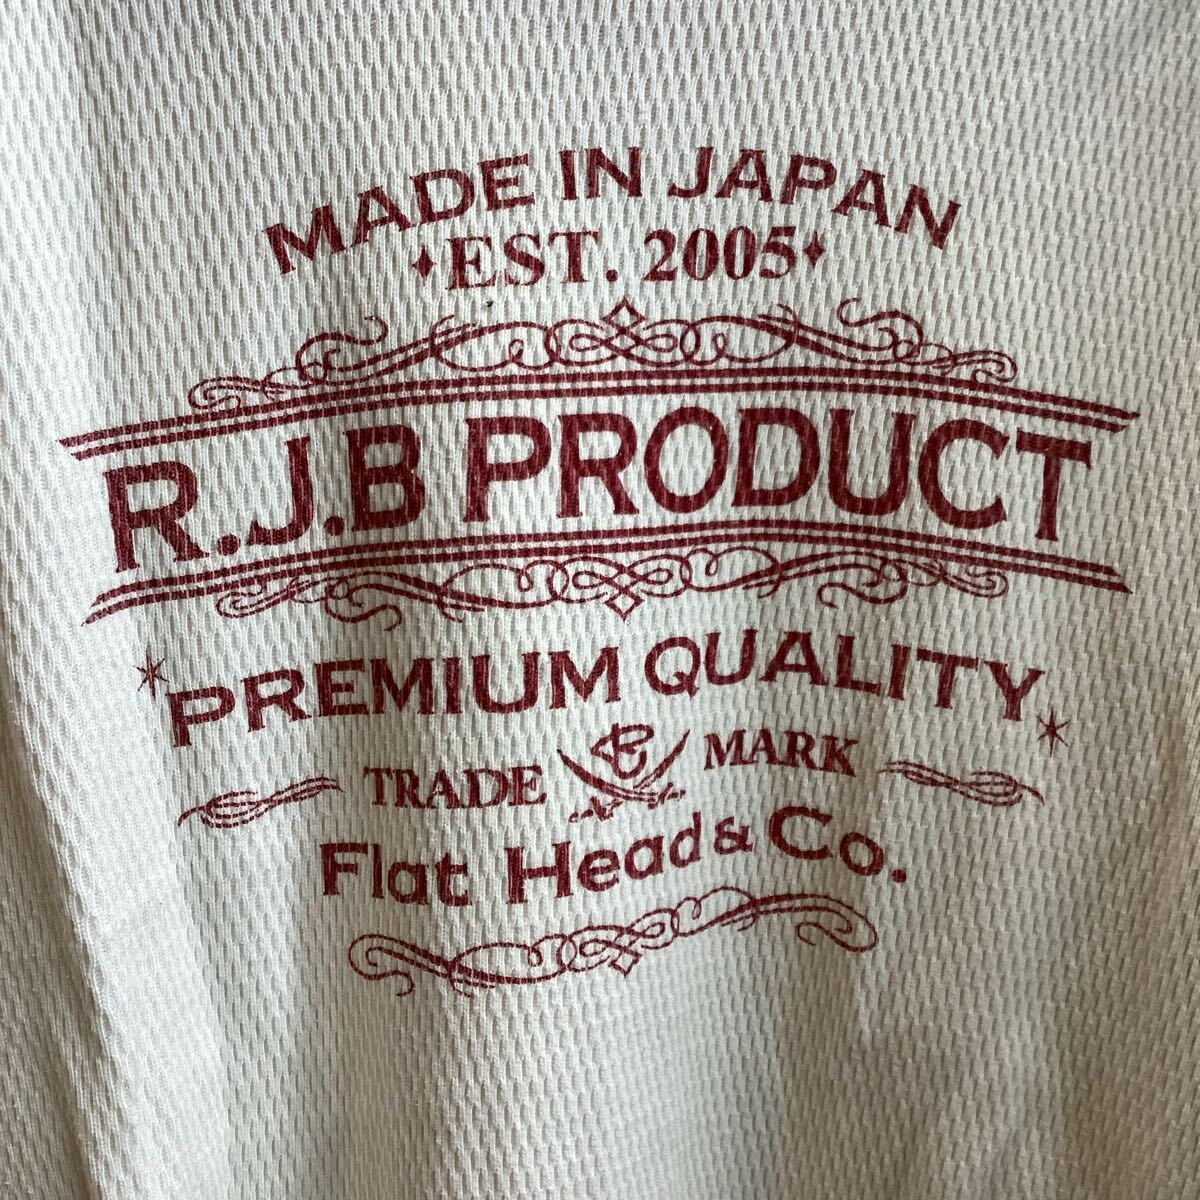 MADE IN JAPAN
EST. 2005
R.J.B PRODUCT
PREMIUM QUALITY
TRADE MARK
Flat Head & Co.